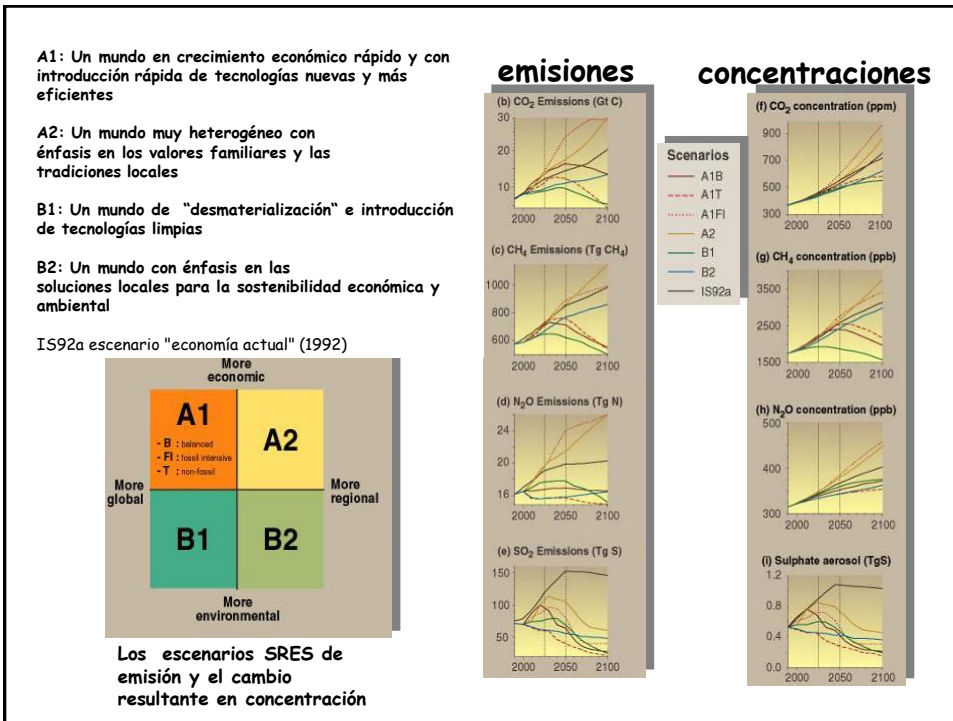 A1: Un mundo en crecimiento económico rápido y con
introducción rápida de tecnologías nuevas y más
eficientes
A2: Un mundo muy heterogéneo con
énfasis en los valores familiares y las
tradiciones locales
B1: Un mundo de “desmaterialización“ e introducción
de tecnologías limpias
B2: Un mundo con énfasis en las
soluciones locales para la sostenibilidad económica y
ambiental
IS92a escenario "economía actual" (1992)
More
economic
A1
- B : balanced
- FI : fossil intensive
- T : non-fossil
A2
More
global
More
regional
B1
B2
More
environmental
Los escenarios SRES de
emisión y el cambio
resultante en concentración
emisiones
(b) CO₂ Emissions (Gt C)
30
20
10
2000 2050 2100
(c) CH₄ Emissions (Tg CH₄)
1000
800
600
2000 2050 2100
(d) N₂O Emissions (Tg N)
24
20
16
2000 2050 2100
(e) SO₂ Emissions (Tg S)
150
100
50
2000 2050 2100
Scenarios
A1B
A1T
A1FI
A2
B1
B2
IS92a
concentraciones
(f) CO₂ concentration (ppm)
900
700
500
300
2000 2050 2100
(g) CH₄ concentration (ppb)
3500
2500
1500
2000 2050 2100
(h) N₂O concentration (ppb)
500
400
300
2000 2050 2100
(i) Sulphate aerosol (TgS)
1.2
0.8
0.4
0.0
2000 2050 2100